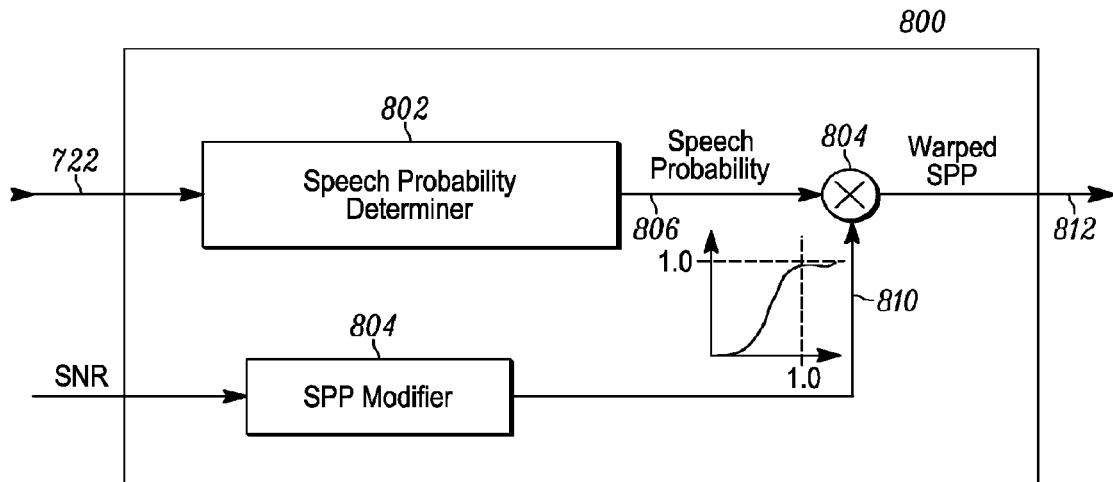 800
802
722
Speech Probability
Determiner
Speech
Probability
806
804
Warped
SPP
812
1.0
810
1.0
804
SNR
SPP Modifier